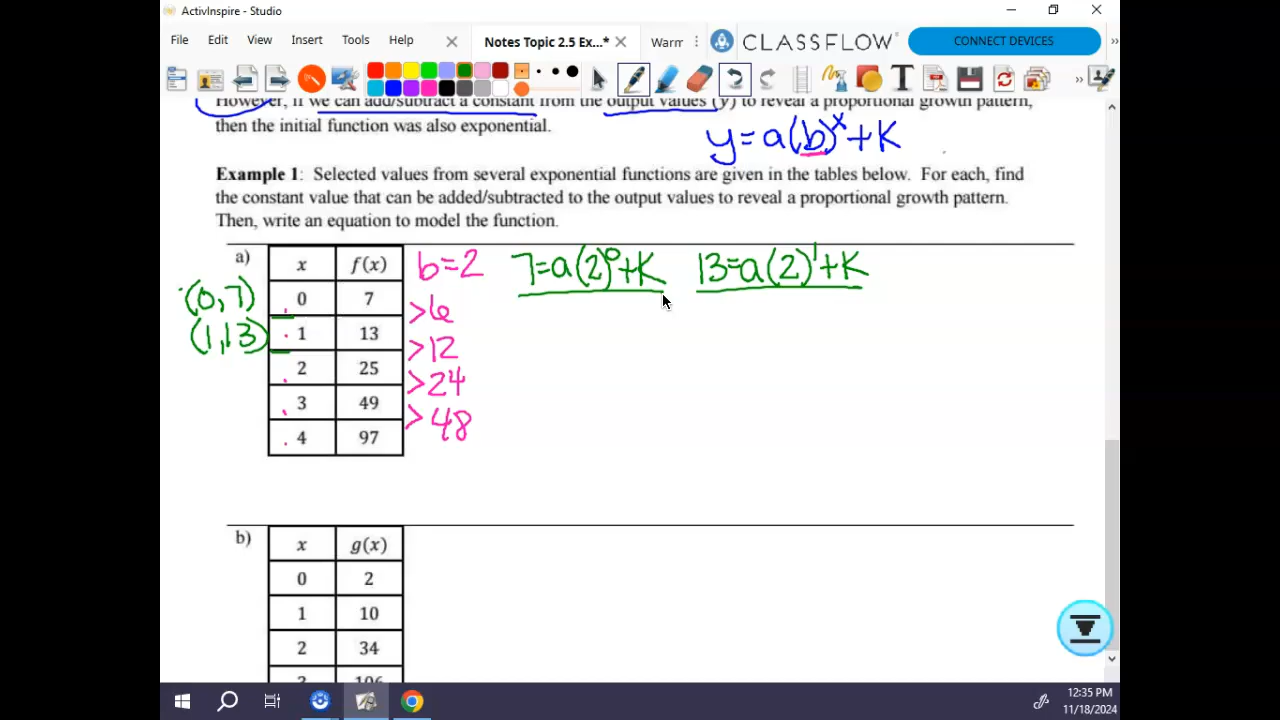 ActivInspire - Studio
File Edit View Insert Tools Help Notes Topic 2.5 Ex...* Warm CLASSFLOW CONNECT DEVICES
However, if we can add/subtract a constant from the output values (y) to reveal a proportional growth pattern,
then the initial function was also exponential.
y=a(b)^x+K
Example 1: Selected values from several exponential functions are given in the tables below. For each, find
the constant value that can be added/subtracted to the output values to reveal a proportional growth pattern.
Then, write an equation to model the function.
a) x f(x) b=2 7=a(2)^0+K 13=a(2)^1+K
(0,7) 0 7 >6
(1,13) 1 13 >12
2 25 >24
3 49 >48
4 97
b) x g(x)
0 2
1 10
2 34
3 106
12:35 PM
11/18/2024